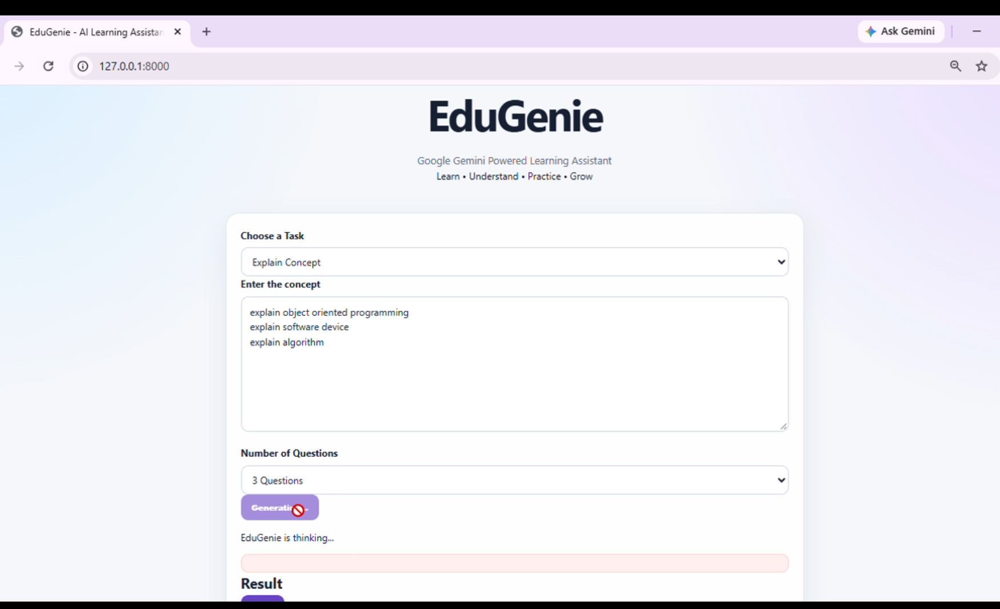 EduGenie - AI Learning Assistan
Ask Gemini
127.0.0.1:8000
EduGenie
Google Gemini Powered Learning Assistant
Learn • Understand • Practice • Grow
Choose a Task
Explain Concept
Enter the concept
explain object oriented programming
explain software device
explain algorithm
Number of Questions
3 Questions
EduGenie is thinking...
Result